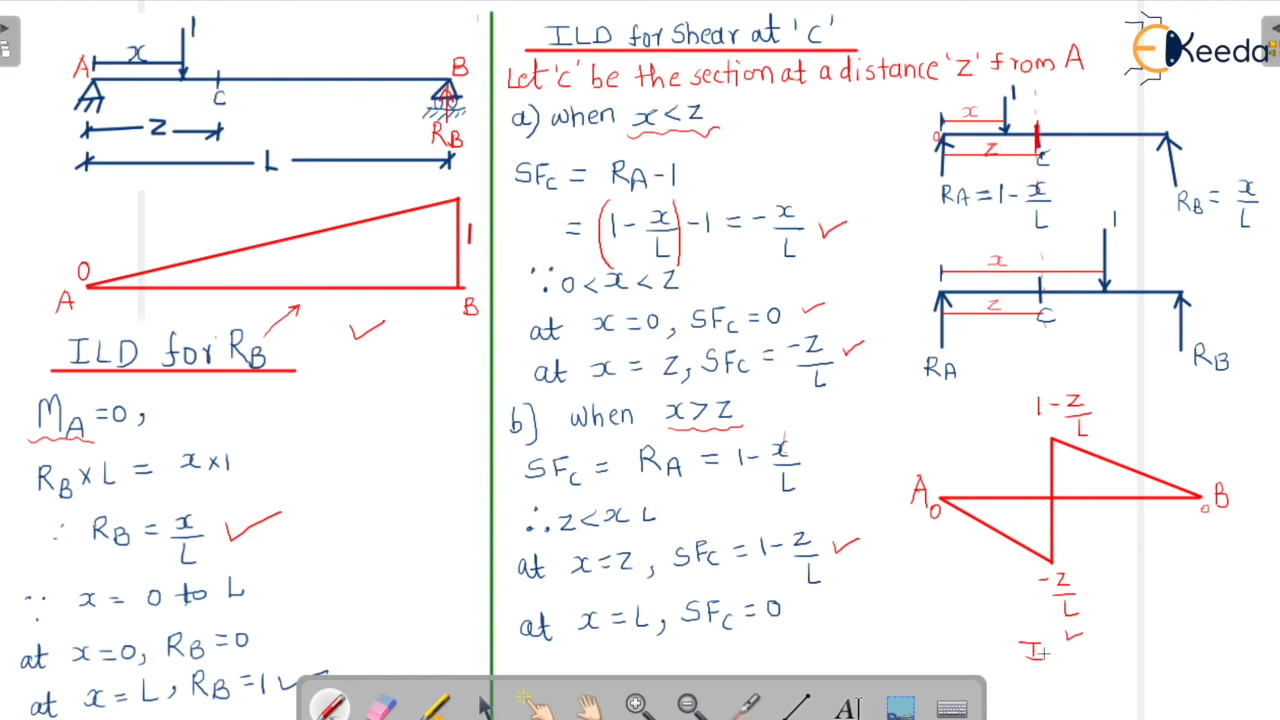 x
1
A
B
C
z
R_B
L
0
1
A
B
ILD for R_B
M_A = 0,
R_B × L = x × 1
∴ R_B = x/L
∵ x = 0 to L
at x=0, R_B=0
at x = L, R_B = 1
ILD for Shear at 'C'
Let 'C' be the section at a distance 'z' from A
a) when x < z
SF_C = R_A - 1
= (1 - x/L) - 1 = -x/L
∵ 0 < x < z
at x=0, SF_C = 0
at x = z, SF_C = -z/L
b) when x > z
SF_C = R_A = 1 - x/L
∴ z < x L
at x = z, SF_C = 1 - z/L
at x = L, SF_C = 0
EKeeda
1
x
z
C
R_A = 1 - x/L
R_B = x/L
1
x
z
C
R_A
R_B
1 - z/L
A
0
B
0
-z/L
I
A